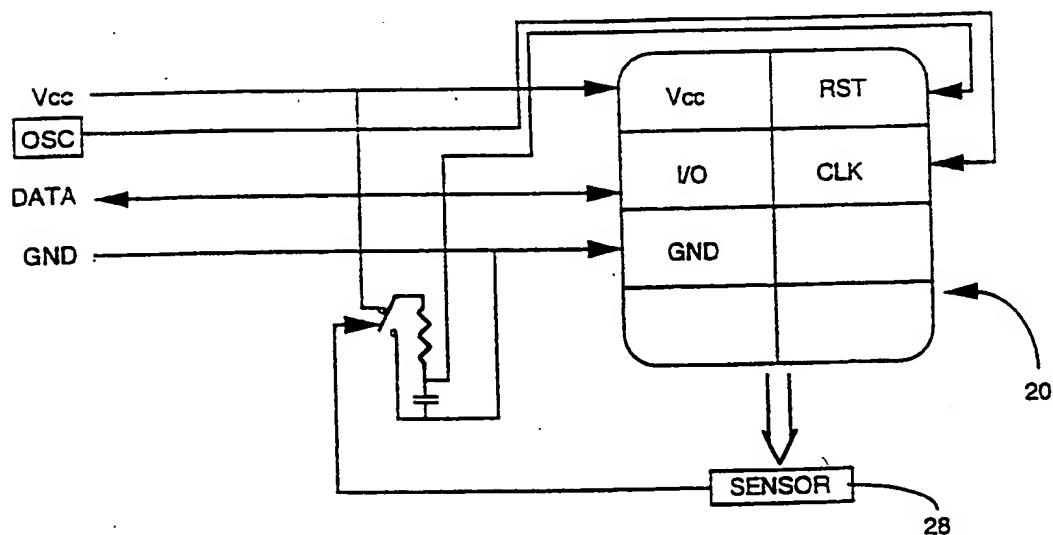 Vcc
OSC
DATA
GND
Vcc
RST
I/O
CLK
GND
20
SENSOR
28